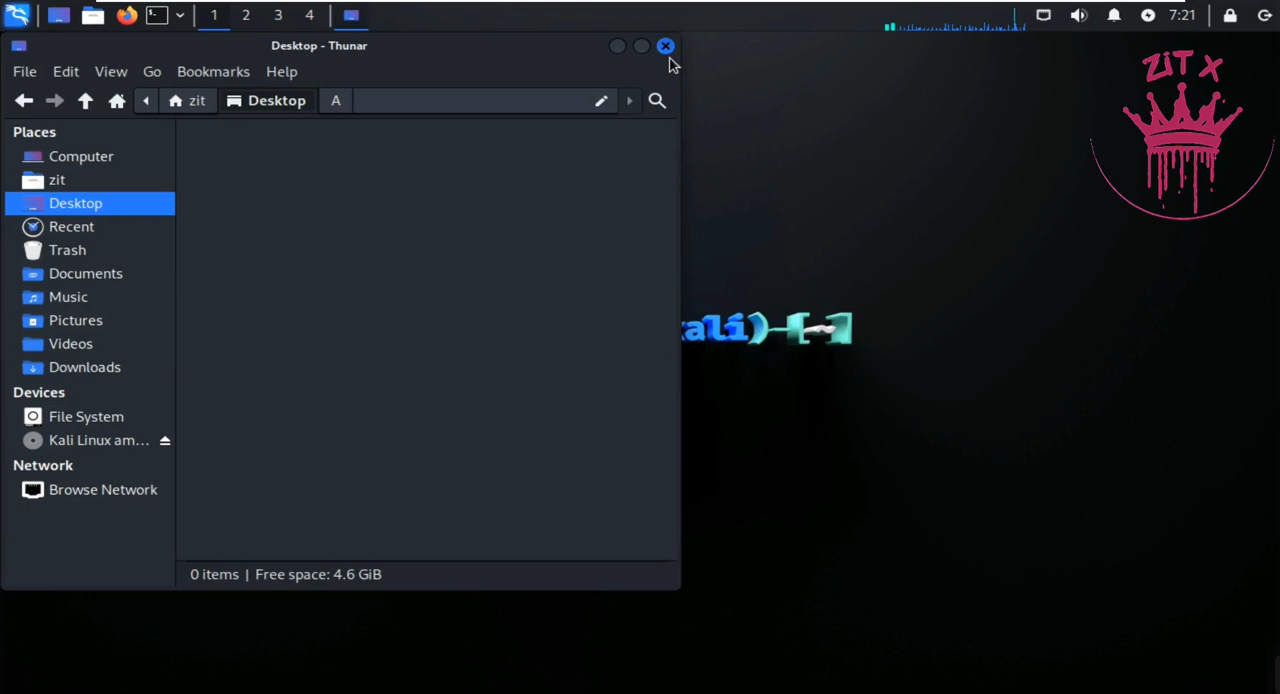 1 2 3 4 7:21
Desktop - Thunar
File Edit View Go Bookmarks Help
zit Desktop A
Places
Computer
zit
Desktop
Recent
Trash
Documents
Music
Pictures
Videos
Downloads
Devices
File System
Kali Linux am...
Network
Browse Network
0 items | Free space: 4.6 GiB
ZiT X
ali)-[~]